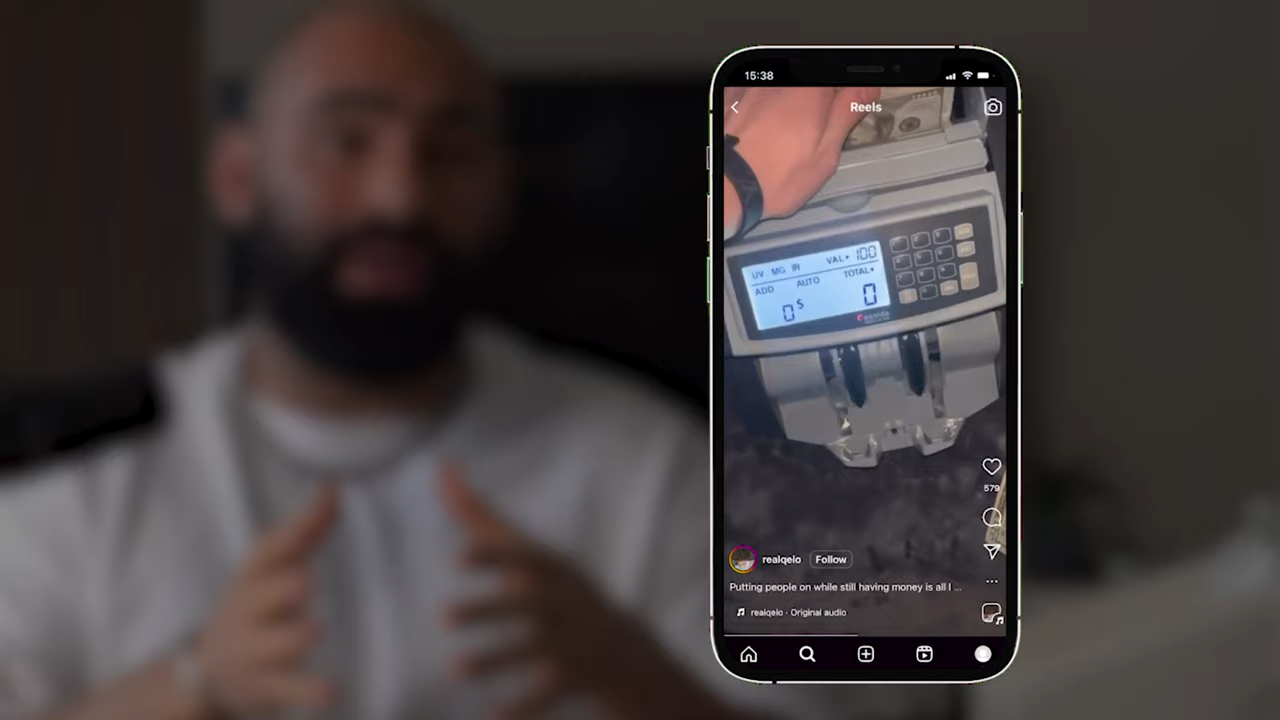 15:38
Reels
UV MG IR VAL 100
ADD AUTO TOTAL
0$ 0
Cassida
579
realqelo Follow
Putting people on while still having money is all I ...
realqelo · Original audio